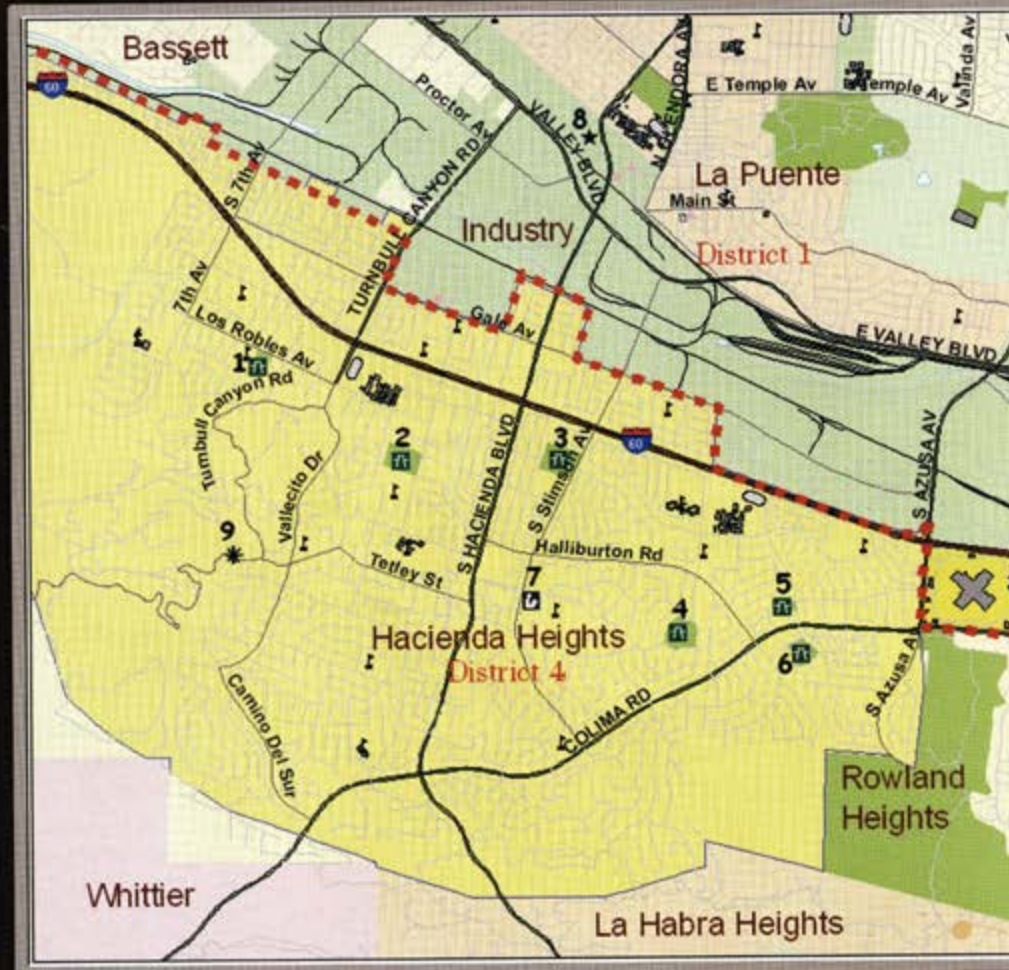 Bassett
60
Proctor Av
VALLEY BLVD
8
N GLENDORA AV
E Temple Av
Temple Av
Valinda Av
S 7th Av
TURNBULL CANYON RD
La Puente
Main St
Industry
District 1
7th Av
Gale Av
E VALLEY BLVD
Los Robles Av
1
Turnbull Canyon Rd
2
3
60
S HACIENDA BLVD
S Stimson Av
S AZUSA AV
Vallecito Dr
9
Halliburton Rd
Tetley St
7
5
4
Hacienda Heights
District 4
6
S Azusa A
Camino Del Sur
COLIMA RD
Rowland
Heights
Whittier
La Habra Heights